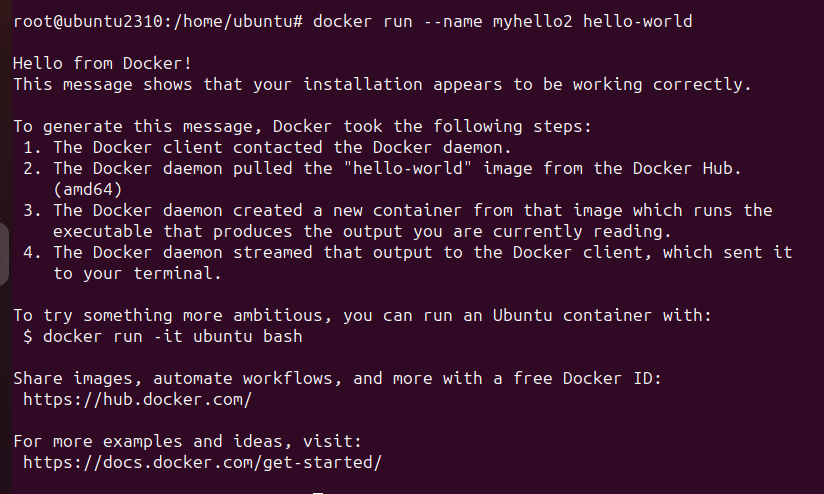 root@ubuntu2310:/home/ubuntu# docker run --name myhello2 hello-world
Hello from Docker!
This message shows that your installation appears to be working correctly.
To generate this message, Docker took the following steps:
1. The Docker client contacted the Docker daemon.
2. The Docker daemon pulled the "hello-world" image from the Docker Hub.
(amd64)
3. The Docker daemon created a new container from that image which runs the
executable that produces the output you are currently reading.
4. The Docker daemon streamed that output to the Docker client, which sent it
to your terminal.
To try something more ambitious, you can run an Ubuntu container with:
$ docker run -it ubuntu bash
Share images, automate workflows, and more with a free Docker ID:
https://hub.docker.com/
For more examples and ideas, visit:
https://docs.docker.com/get-started/